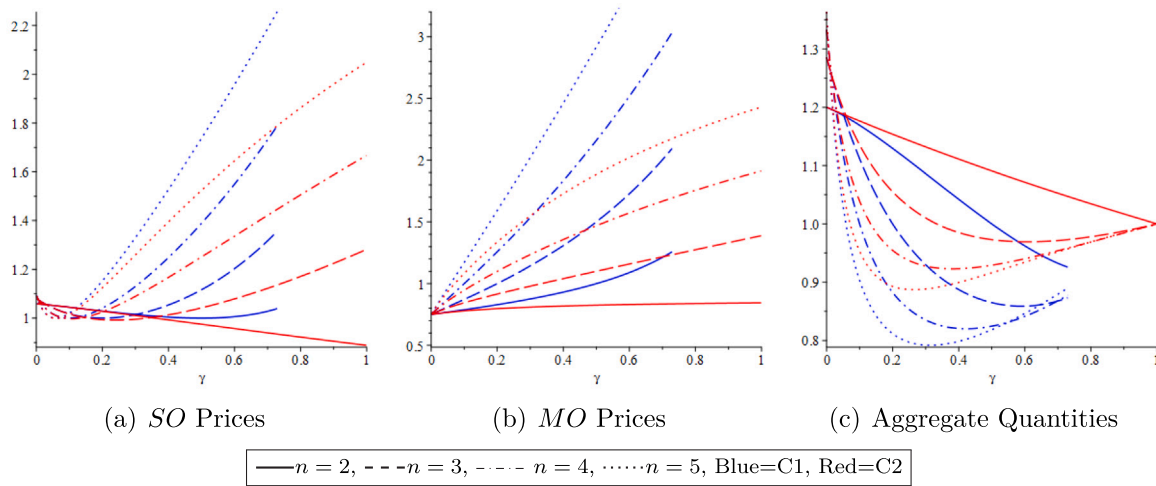 2.2
2
1.8
1.6
1.4
1.2
1
0 0.2 0.4 0.6 0.8 1
γ
(a) SO Prices
3
2.5
2
1.5
1
0.5
0 0.2 0.4 0.6 0.8 1
γ
(b) MO Prices
1.3
1.2
1.1
1.0
0.9
0.8
0 0.2 0.4 0.6 0.8 1
γ
(c) Aggregate Quantities
n = 2, n = 3, n = 4, n = 5, Blue=C1, Red=C2